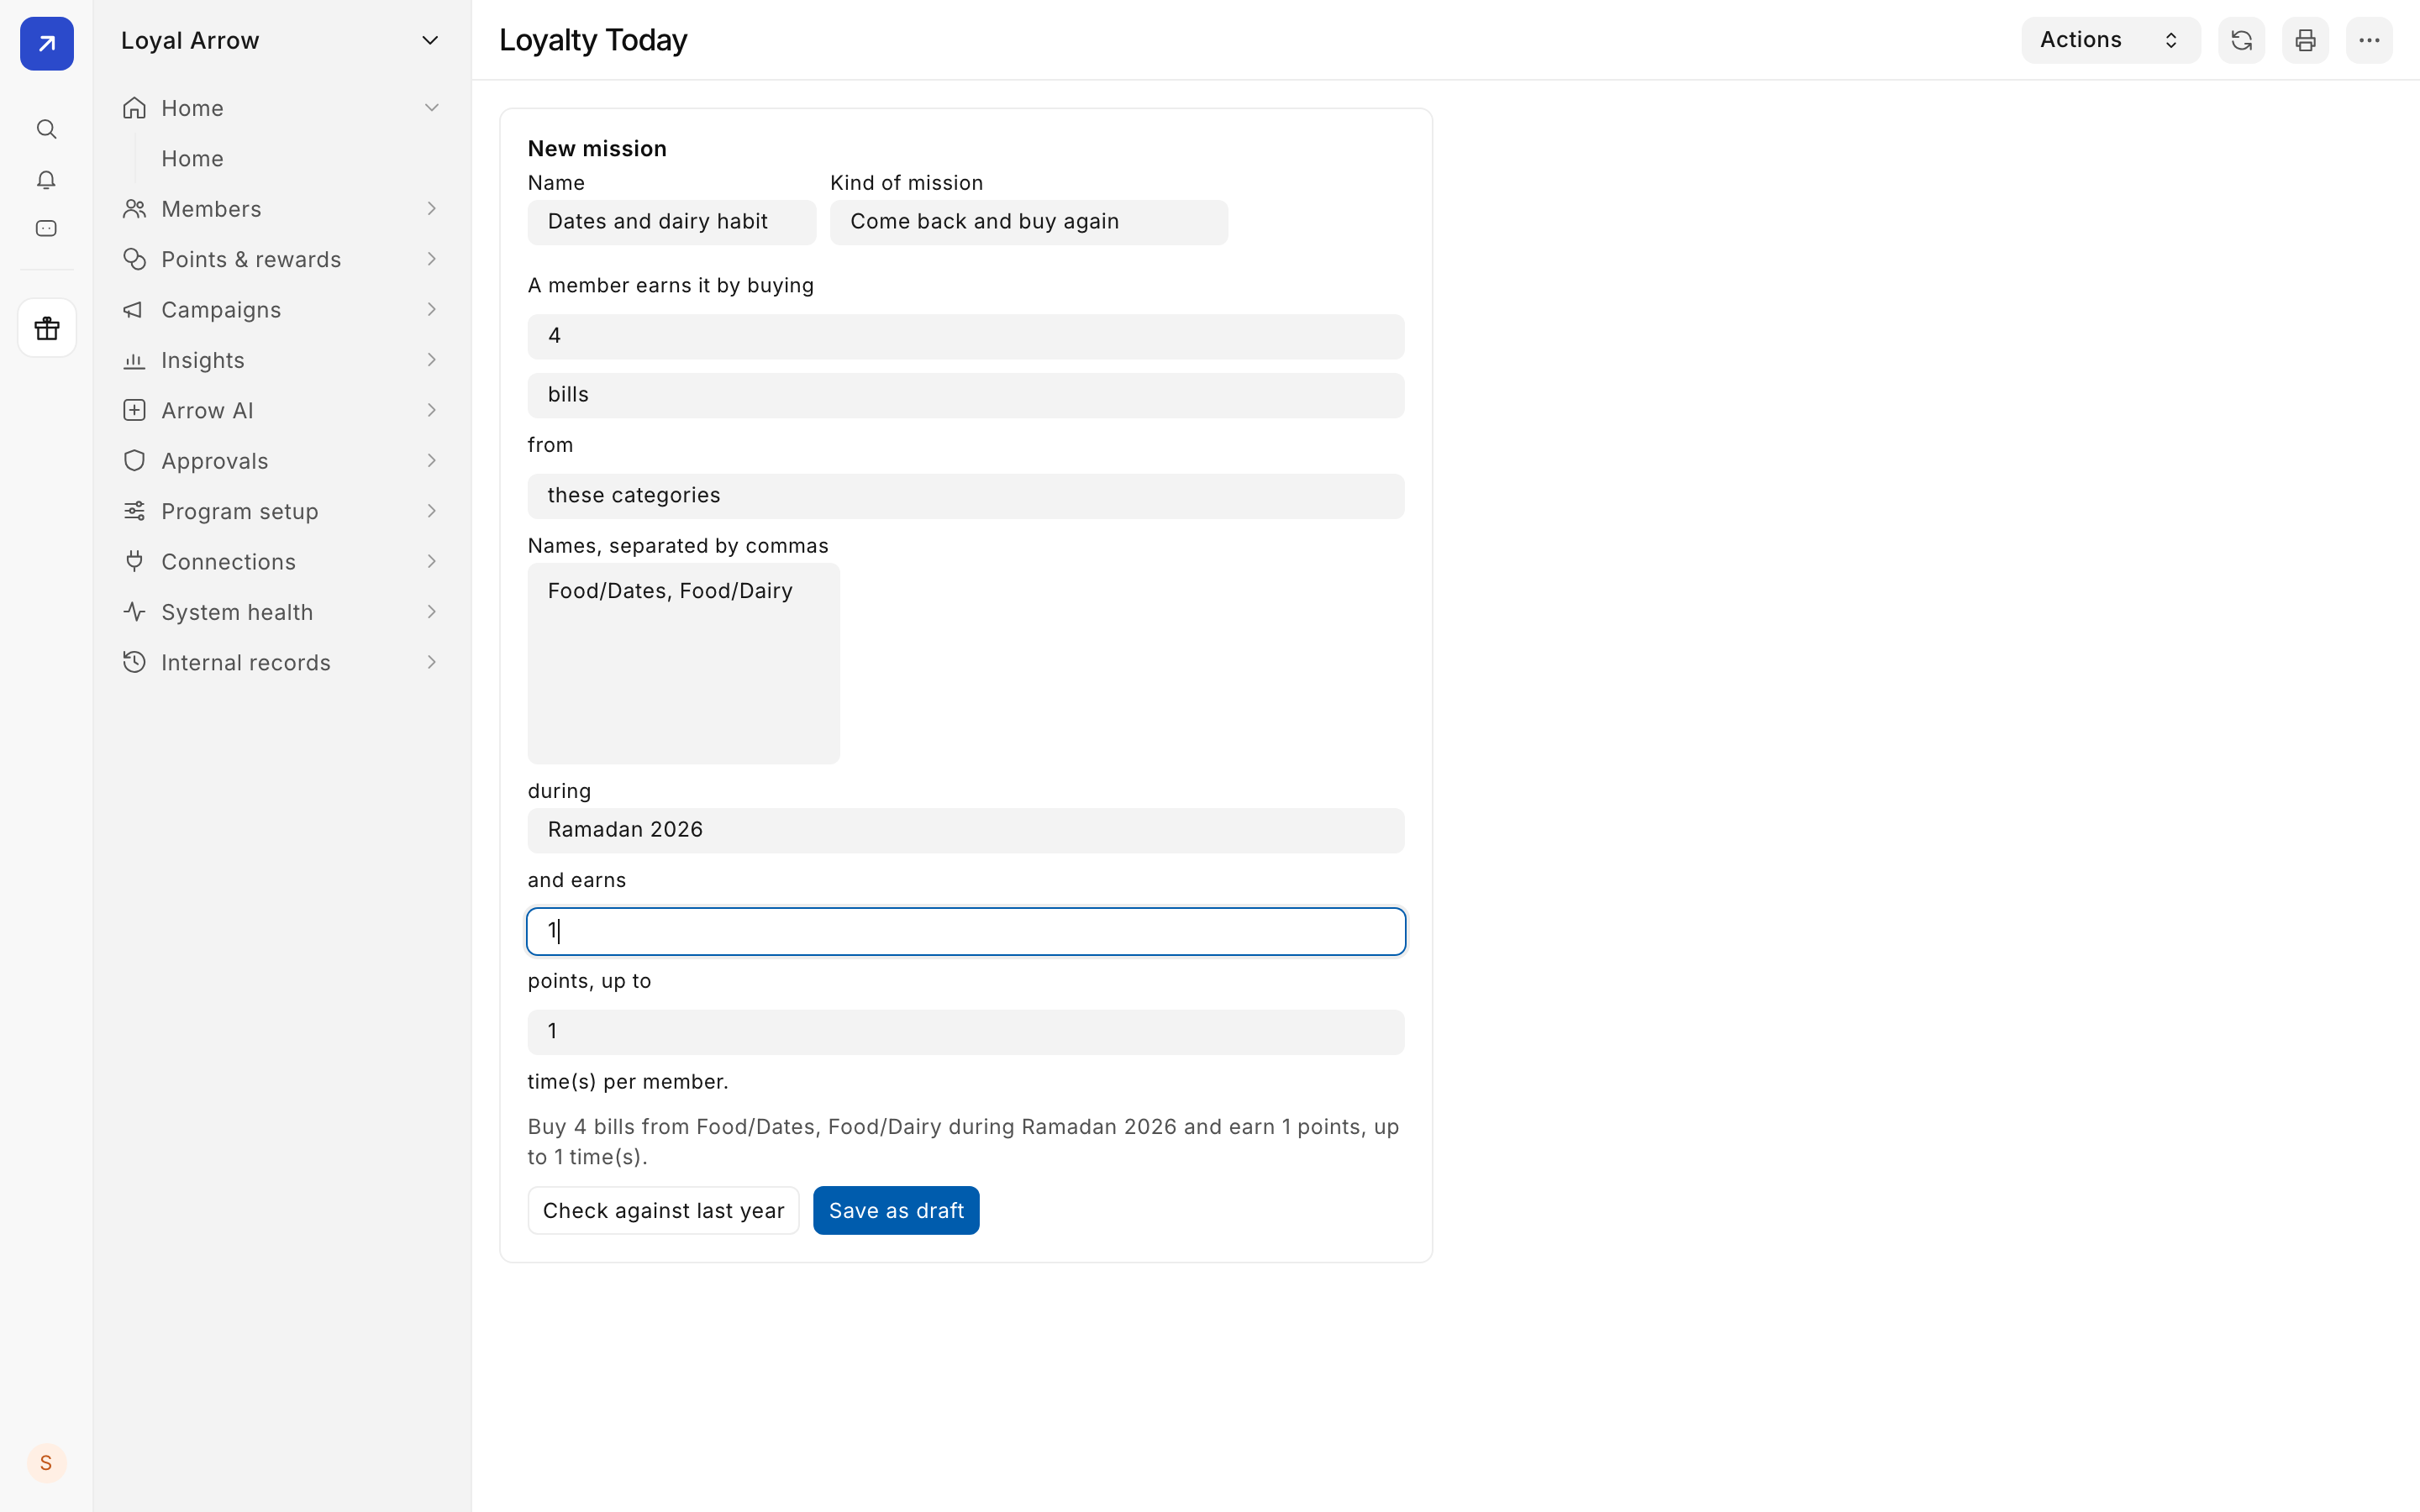 Loyal Arrow
Loyalty Today
Actions
Home
Home
Members
Points & rewards
Campaigns
Insights
Arrow AI
Approvals
Program setup
Connections
System health
Internal records
S
New mission
Name
Kind of mission
Dates and dairy habit
Come back and buy again
A member earns it by buying
4
bills
from
these categories
Names, separated by commas
Food/Dates, Food/Dairy
during
Ramadan 2026
and earns
1
points, up to
1
time(s) per member.
Buy 4 bills from Food/Dates, Food/Dairy during Ramadan 2026 and earn 1 points, up
to 1 time(s).
Check against last year
Save as draft